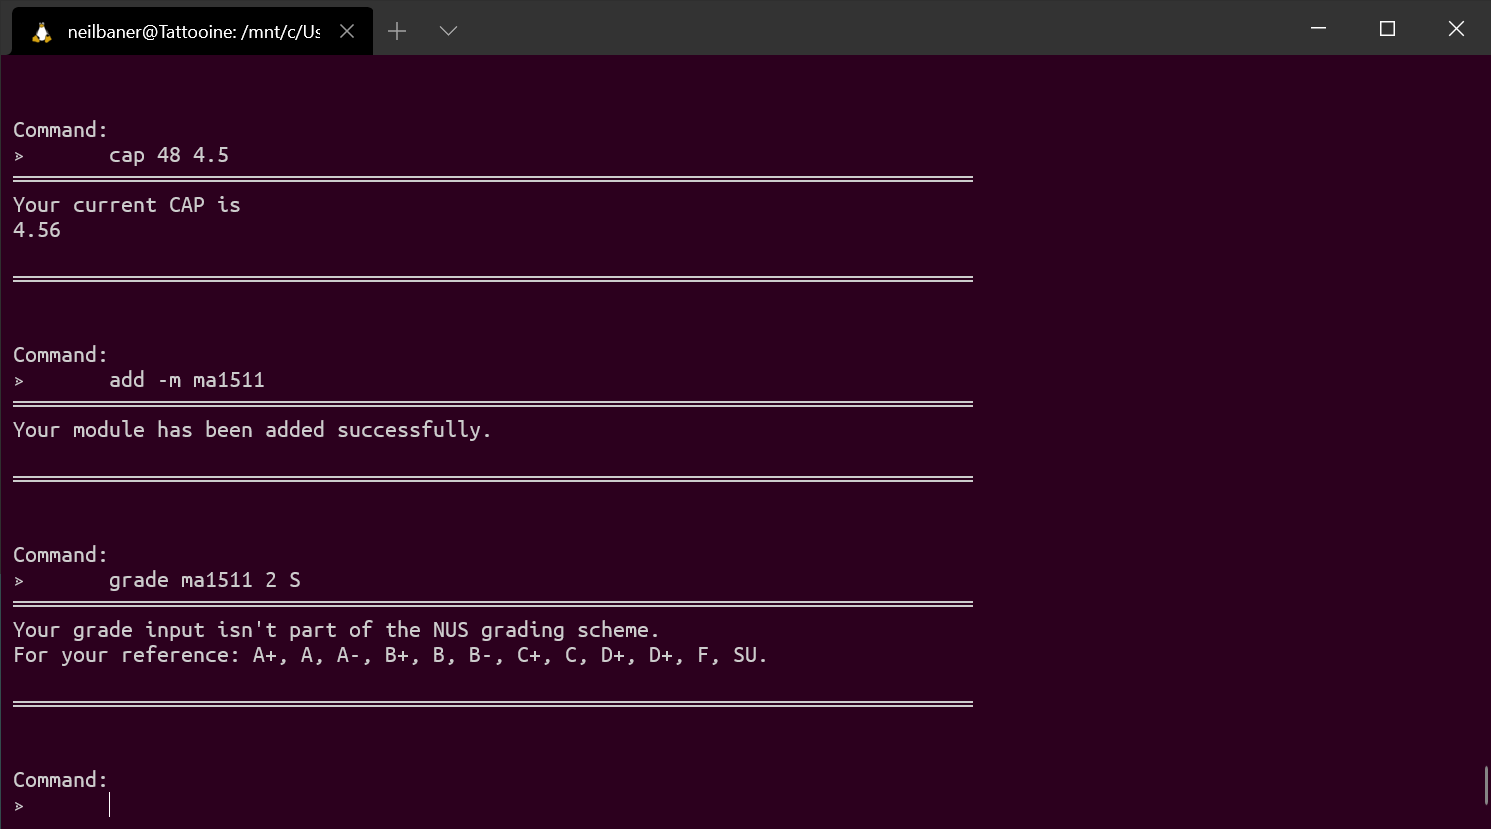 neilbaner@Tattooine: /mnt/c/Us
Command:
> cap 48 4.5
Your current CAP is
4.56
Command:
> add -m ma1511
Your module has been added successfully.
Command:
> grade ma1511 2 S
Your grade input isn't part of the NUS grading scheme.
For your reference: A+, A, A-, B+, B, B-, C+, C, D+, D+, F, SU.
Command:
>